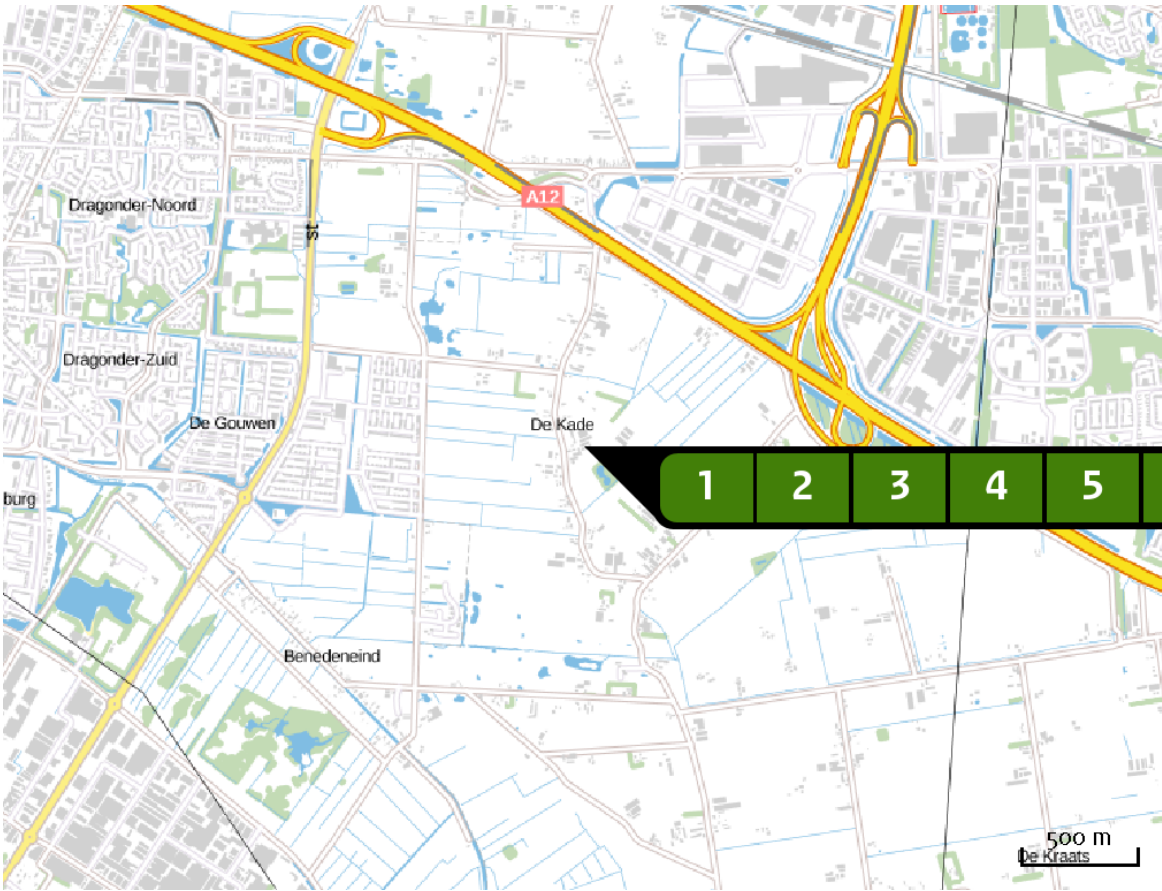 A12
Dragonder-Noord
Dragonder-Zuid
De Gouwen
De Kade
burg
1 2 3 4 5
Benedeneind
500 m
De Kraats